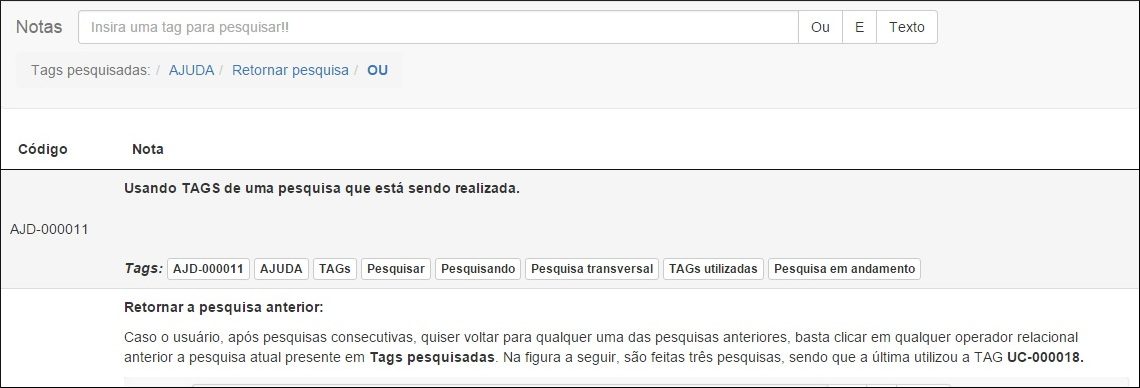 Notas Insira uma tag para pesquisar!! Ou E Texto
Tags pesquisadas: / AJUDA / Retornar pesquisa / OU
Código Nota
Usando TAGS de uma pesquisa que está sendo realizada.
AJD-000011
Tags: AJD-000011 AJUDA TAGs Pesquisar Pesquisando Pesquisa transversal TAGs utilizadas Pesquisa em andamento
Retornar a pesquisa anterior:
Caso o usuário, após pesquisas consecutivas, quiser voltar para qualquer uma das pesquisas anteriores, basta clicar em qualquer operador relacional
anterior a pesquisa atual presente em Tags pesquisadas. Na figura a seguir, são feitas três pesquisas, sendo que a última utilizou a TAG UC-000018.